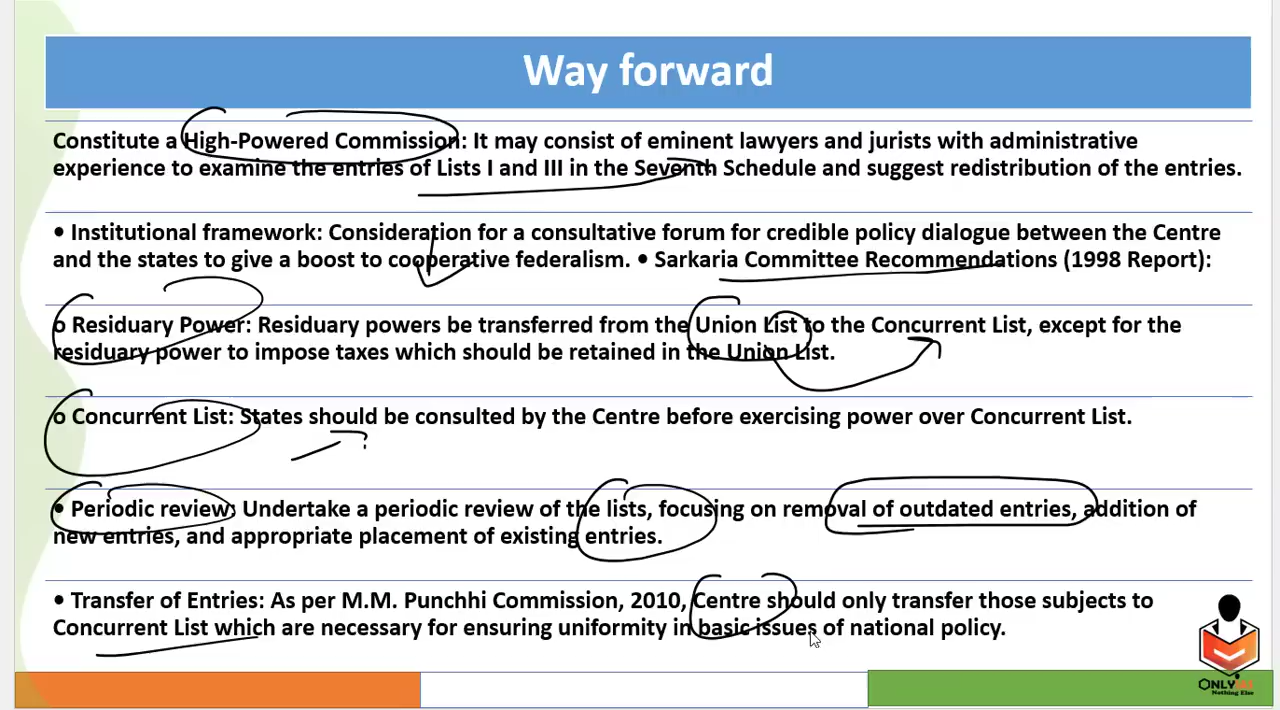 Way forward
Constitute a High-Powered Commission: It may consist of eminent lawyers and jurists with administrative
experience to examine the entries of Lists I and III in the Seventh Schedule and suggest redistribution of the entries.
• Institutional framework: Consideration for a consultative forum for credible policy dialogue between the Centre
and the states to give a boost to cooperative federalism. • Sarkaria Committee Recommendations (1998 Report):
o Residuary Power: Residuary powers be transferred from the Union List to the Concurrent List, except for the
residuary power to impose taxes which should be retained in the Union List.
o Concurrent List: States should be consulted by the Centre before exercising power over Concurrent List.
• Periodic review: Undertake a periodic review of the lists, focusing on removal of outdated entries, addition of
new entries, and appropriate placement of existing entries.
• Transfer of Entries: As per M.M. Punchhi Commission, 2010, Centre should only transfer those subjects to
Concurrent List which are necessary for ensuring uniformity in basic issues of national policy.
ONLY
Nothing Else